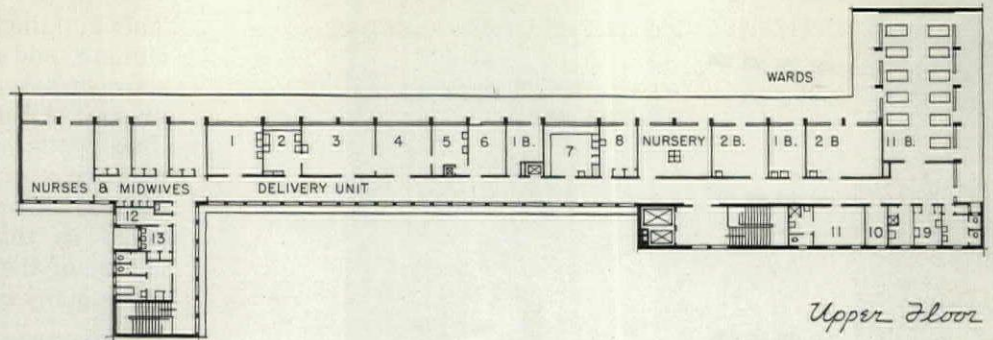 WARDS
1 2 3 4 5 6 1 B. 7 8 NURSERY 2 B. 1 B. 2 B 11 B.
NURSES & MIDWIVES DELIVERY UNIT
12
13
11 10 9
Upper Floor